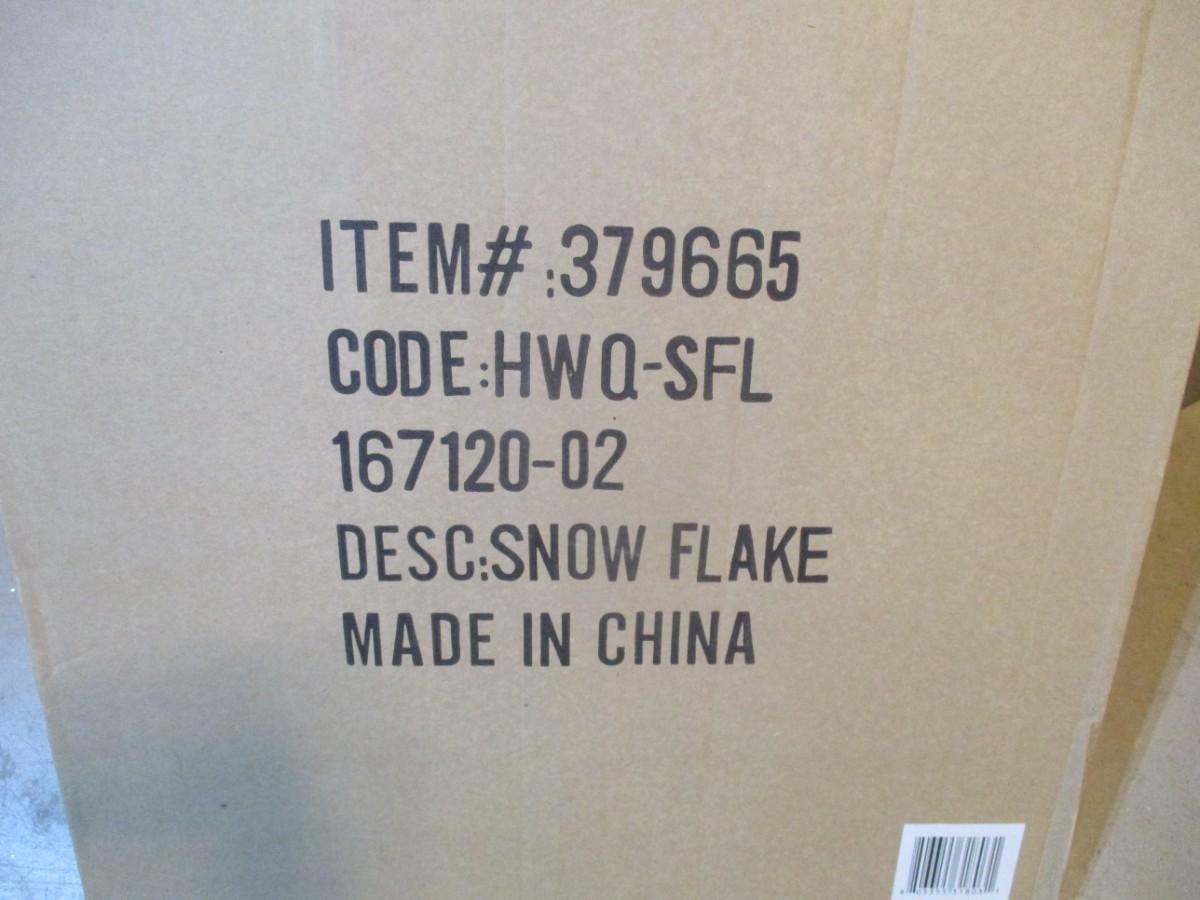 ITEM# :379665
CODE:HWQ-SFL
167120-02
DESC:SNOW FLAKE
MADE IN CHINA